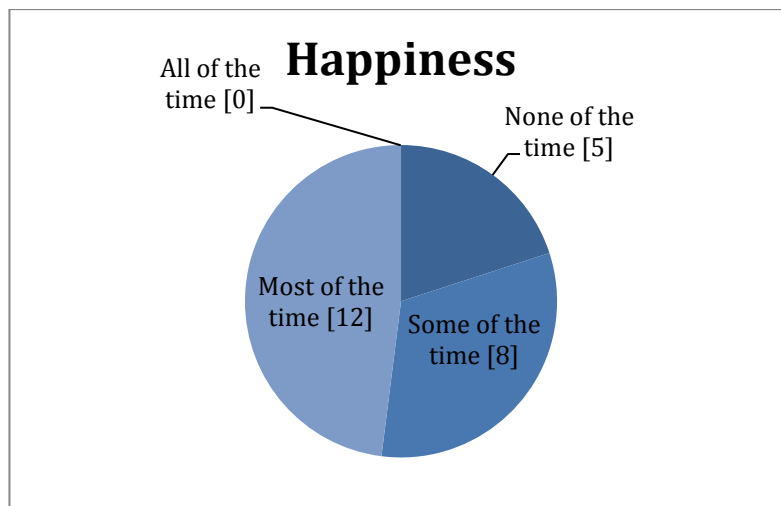 Happiness
All of the
time [0]
None of the
time [5]
Most of the
time [12]
Some of the
time [8]